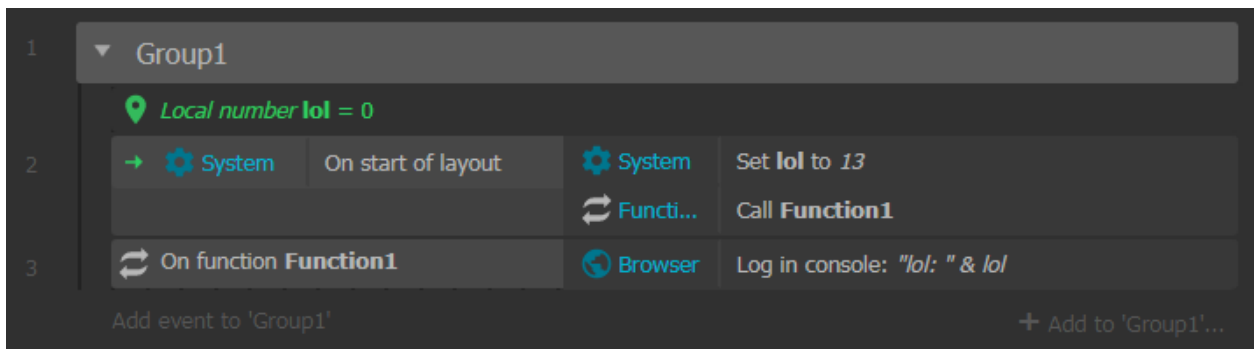 1 Group1
Local number lol = 0
2 System On start of layout System Set lol to 13
Functi... Call Function1
3 On function Function1 Browser Log in console: "lol: " & lol
Add event to 'Group1' + Add to 'Group1'...